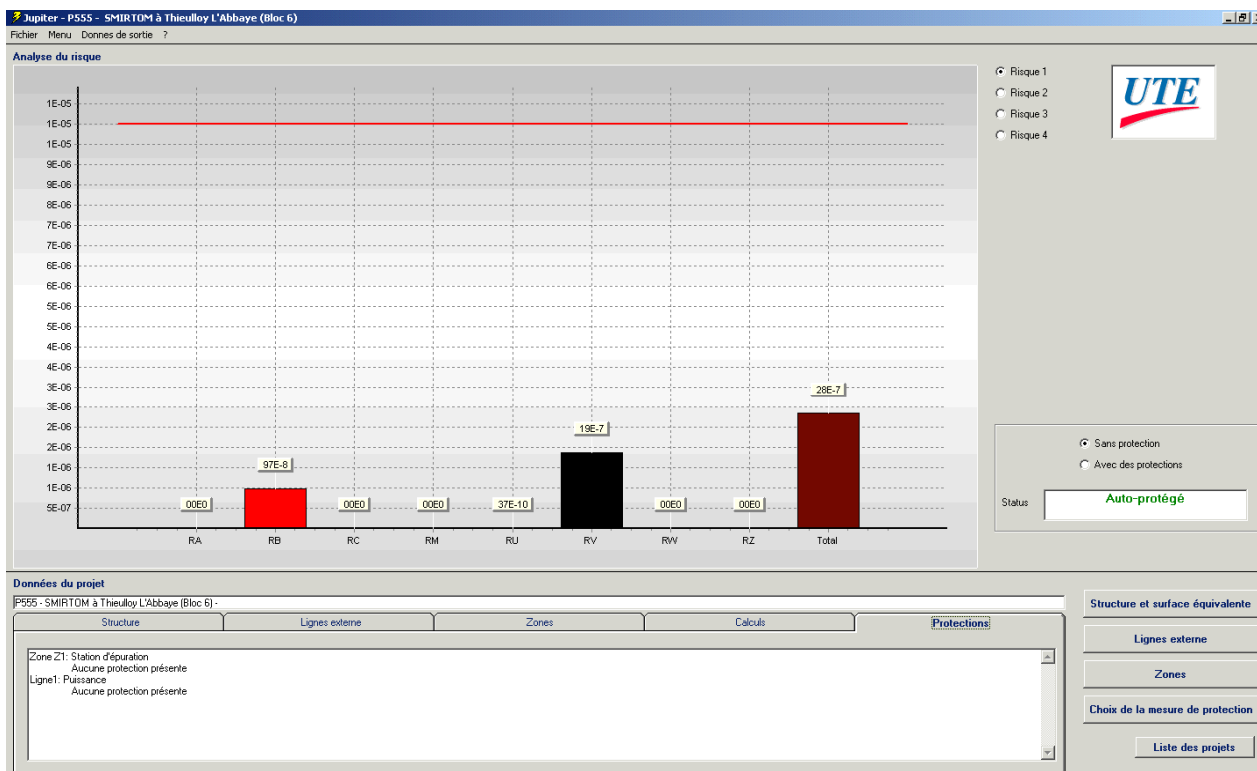 Jupiter - P555 - SMIRTOM à Thieulloy L'Abbaye (Bloc 6)
Fichier Menu Donnes de sortie ?
Analyse du risque
1E-05
1E-05
1E-05
9E-06
9E-06
8E-06
7E-06
7E-06
6E-06
6E-06
5E-06
5E-06
4E-06
4E-06
3E-06
3E-06
2E-06
2E-06
1E-06
1E-06
5E-07
00E0
97E-8
00E0
00E0
37E-10
19E-7
00E0
00E0
28E-7
RA RB RC RM RU RV RW RZ Total
Risque 1
Risque 2
Risque 3
Risque 4
UTE
Sans protection
Avec des protections
Status Auto-protégé
Données du projet
P555 - SMIRTOM à Thieulloy L'Abbaye (Bloc 6) -
Structure Lignes externe Zones Calculs Protections
Zone Z1: Station d'épuration
Aucune protection présente
Ligne1: Puissance
Aucune protection présente
Structure et surface équivalente
Lignes externe
Zones
Choix de la mesure de protection
Liste des projets